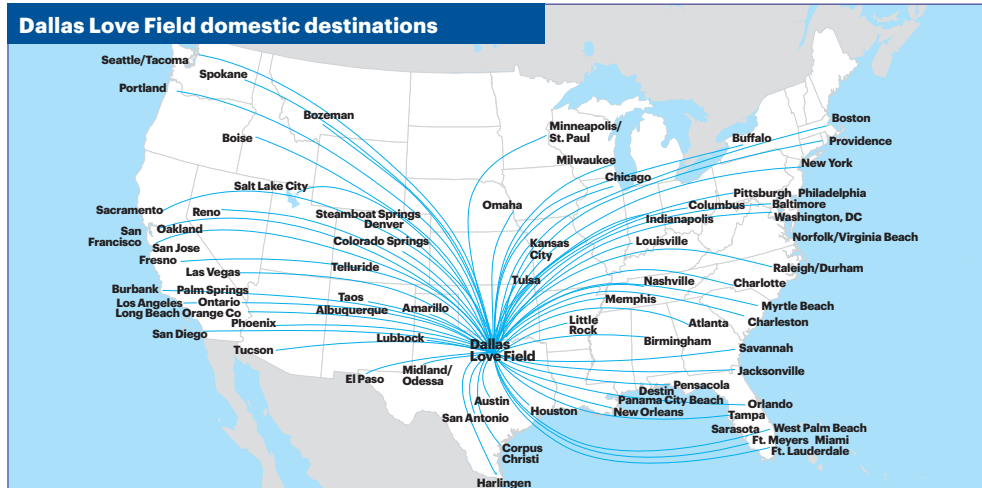 Dallas Love Field domestic destinations
Seattle/Tacoma
Spokane
Portland
Bozeman
Boise
Minneapolis/
St. Paul
Milwaukee
Chicago
Buffalo
Boston
Providence
New York
Salt Lake City
Sacramento
Reno
Steamboat Springs
Denver
Omaha
Pittsburgh
Philadelphia
Columbus
Baltimore
Indianapolis
Washington, DC
San
Francisco
Oakland
San Jose
Fresno
Colorado Springs
Kansas
City
Louisville
Norfolk/Virginia Beach
Las Vegas
Telluride
Tulsa
Nashville
Raleigh/Durham
Charlotte
Burbank
Palm Springs
Los Angeles
Ontario
Long Beach
Orange Co
Taos
Albuquerque
Amarillo
Memphis
Myrtle Beach
Phoenix
Little
Rock
Atlanta
Charleston
San Diego
Tucson
Lubbock
Dallas
Love Field
Birmingham
Savannah
El Paso
Midland/
Odessa
Jacksonville
Pensacola
Destin
Panama City Beach
Austin
San Antonio
Houston
New Orleans
Orlando
Tampa
Sarasota
West Palm Beach
Ft. Meyers
Miami
Ft. Lauderdale
Corpus
Christi
Harlingen